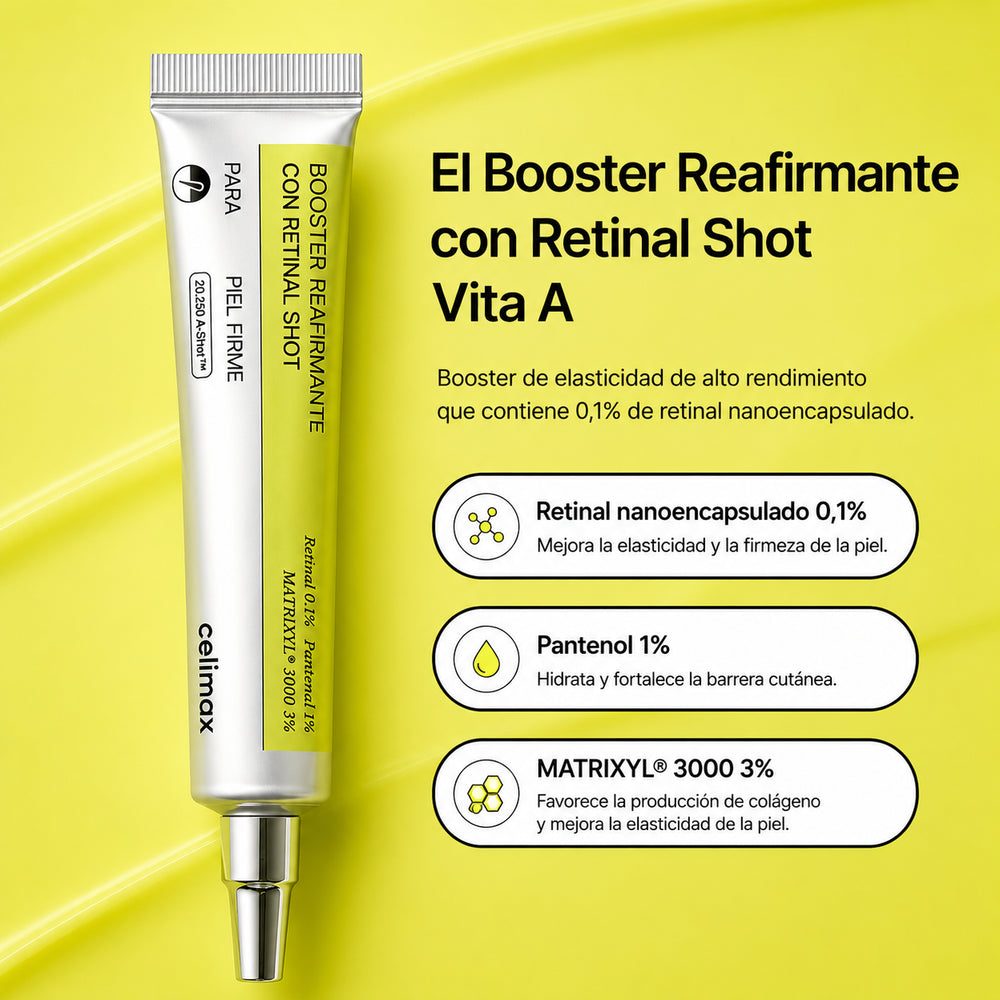 BOOSTER REAFIRMANTE
CON RETINAL SHOT
PARA PIEL FIRME
20.250 A-SHot™
Retinal 0.1% Pantenal 1%
MATRIXYL® 3000 3%
celimax
El Booster Reafirmante
con Retinal Shot
Vita A
Booster de elasticidad de alto rendimiento
que contiene 0,1% de retinal nanoencapsulado.
Retinal nanoencapsulado 0,1%
Mejora la elasticidad y la firmeza de la piel.
Pantenol 1%
Hidrata y fortalece la barrera cutánea.
MATRIXYL® 3000 3%
Favorece la producción de colágeno
y mejora la elasticidad de la piel.